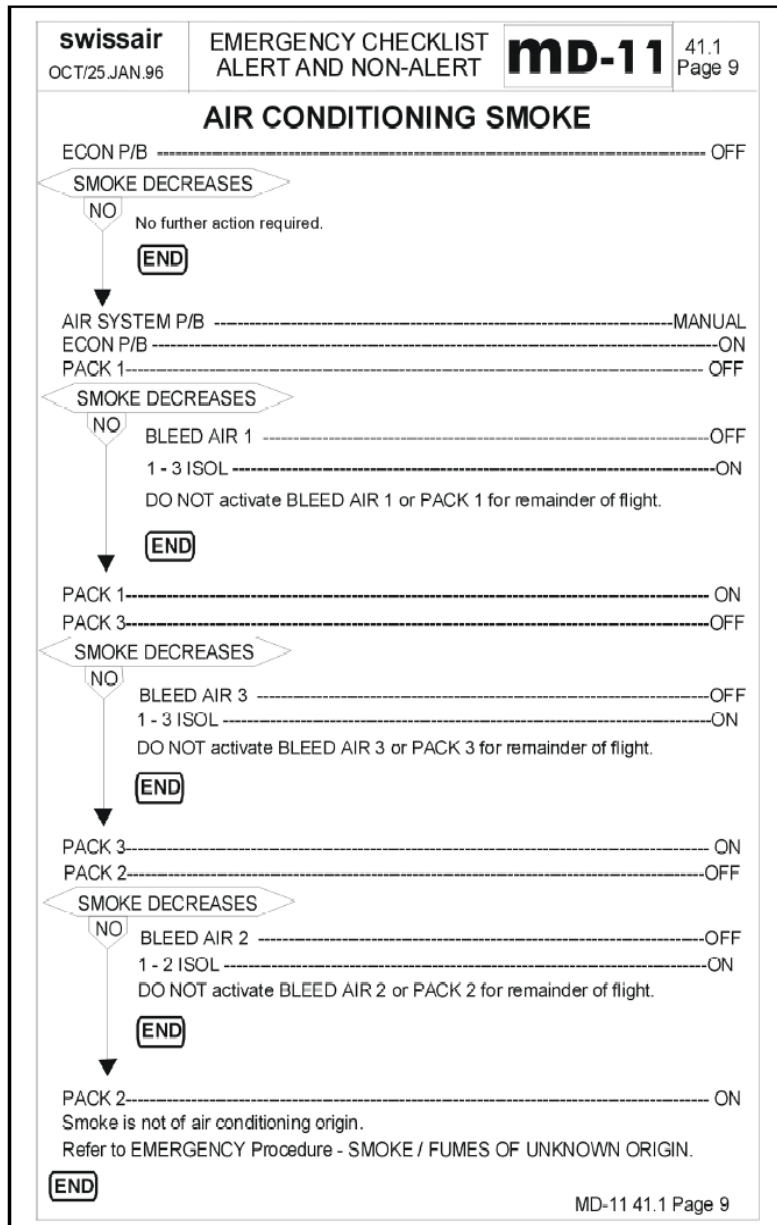 swissair
OCT/25.JAN.96
EMERGENCY CHECKLIST
ALERT AND NON-ALERT
MD-11
41.1
Page 9
AIR CONDITIONING SMOKE
ECON P/B ---------- OFF
SMOKE DECREASES
NO
No further action required.
END
AIR SYSTEM P/B ---------- MANUAL
ECON P/B ---------- ON
PACK 1 ---------- OFF
SMOKE DECREASES
NO
BLEED AIR 1 ---------- OFF
1 - 3 ISOL ---------- ON
DO NOT activate BLEED AIR 1 or PACK 1 for remainder of flight.
END
PACK 1 ---------- ON
PACK 3 ---------- OFF
SMOKE DECREASES
NO
BLEED AIR 3 ---------- OFF
1 - 3 ISOL ---------- ON
DO NOT activate BLEED AIR 3 or PACK 3 for remainder of flight.
END
PACK 3 ---------- ON
PACK 2 ---------- OFF
SMOKE DECREASES
NO
BLEED AIR 2 ---------- OFF
1 - 2 ISOL ---------- ON
DO NOT activate BLEED AIR 2 or PACK 2 for remainder of flight.
END
PACK 2 ---------- ON
Smoke is not of air conditioning origin.
Refer to EMERGENCY Procedure - SMOKE / FUMES OF UNKNOWN ORIGIN.
END
MD-11 41.1 Page 9